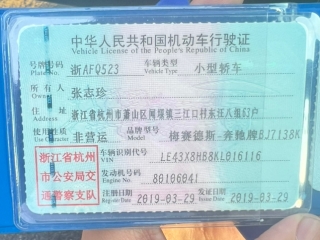 中华人民共和国机动车行驶证
Vehicle License of the People's Republic of China
号牌号码 浙AFQ523 车辆类型 小型轿车
Plate No. Vehicle Type
所有人 张志珍
Owner
住址 浙江省杭州市萧山区闻堰镇三江口村东汪八组57户
Address
使用性质 非营运 品牌型号 梅赛德斯-奔驰牌BJ7138K
Use Character Model
浙江省杭州
市公安局交
通警察支队
车辆识别代号 LE43X8HB8KL016116
VIN
发动机号码 80106041
Engine No.
注册日期 2019-03-29 发证日期 2019-03-29
Register Date Issue Date